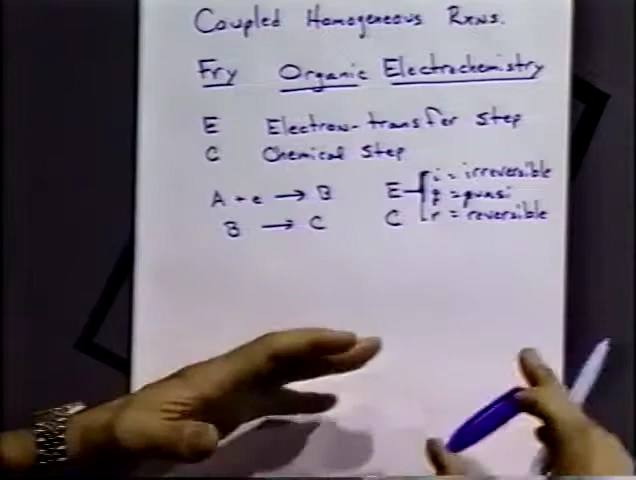 Coupled Homogeneous Rxns.
Fry Organic Electrochemistry
E Electron-transfer Step
C Chemical Step
A + e → B E i = irreversible
q = quasi
B → C C r = reversible